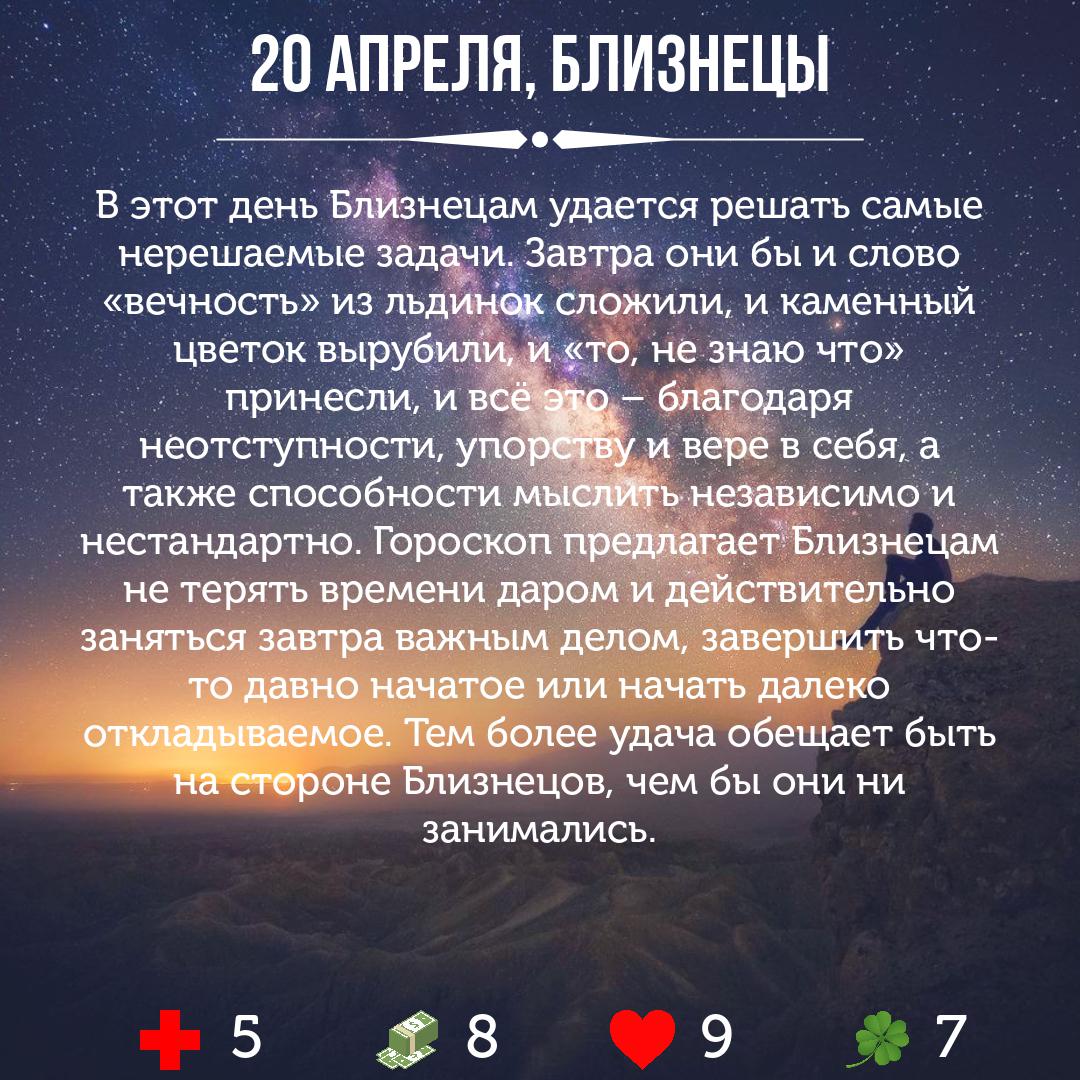 20 АПРЕЛЯ, БЛИЗНЕЦЫ
В этот день Близнецам удается решать самые
нерешаемые задачи. Завтра они бы и слово
«вечность» из льдинок сложили, и каменный
цветок вырубили, и «то, не знаю что»
принесли, и всё это – благодаря
неотступности, упорству и вере в себя, а
также способности мыслить независимо и
нестандартно. Гороскоп предлагает Близнецам
не терять времени даром и действительно
заняться завтра важным делом, завершить что-
то давно начатое или начать далеко
откладываемое. Тем более удача обещает быть
на стороне Близнецов, чем бы они ни
занимались.
5 8 9 7